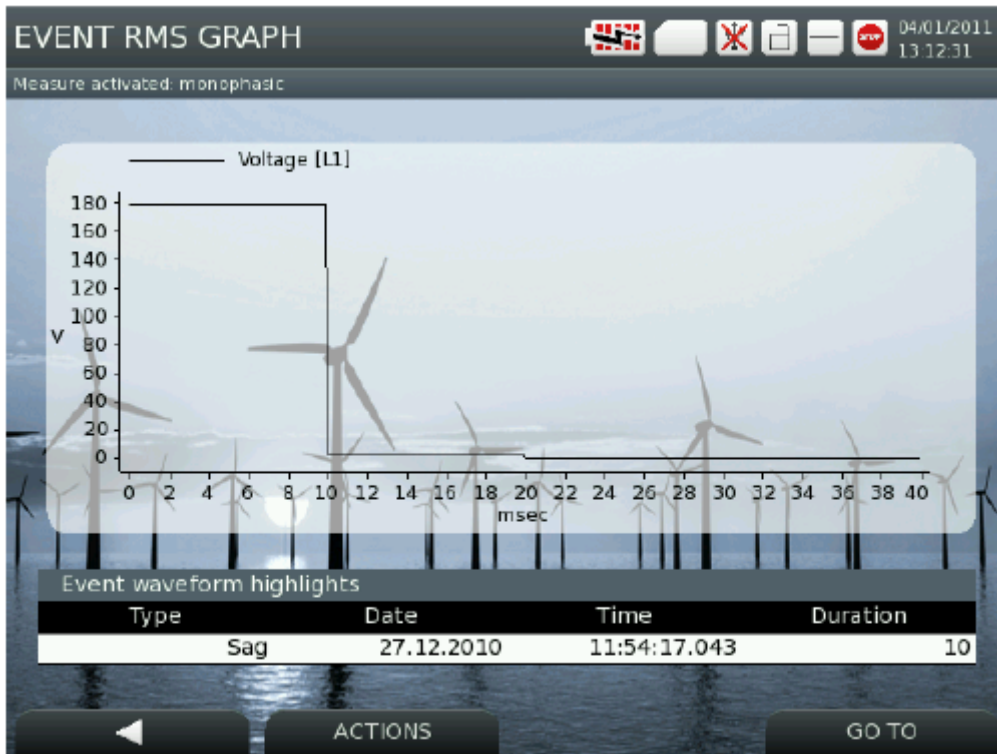 EVENT RMS GRAPH
STOP
04/01/2011
13:12:31
Measure activated: monophasic
Voltage [L1]
180
160
140
120
100
80
60
40
20
0
V
0 2 4 6 8 10 12 14 16 18 20 22 24 26 28 30 32 34 36 38 40
msec
Event waveform highlights
Type Date Time Duration
Sag 27.12.2010 11:54:17.043 10
ACTIONS GO TO